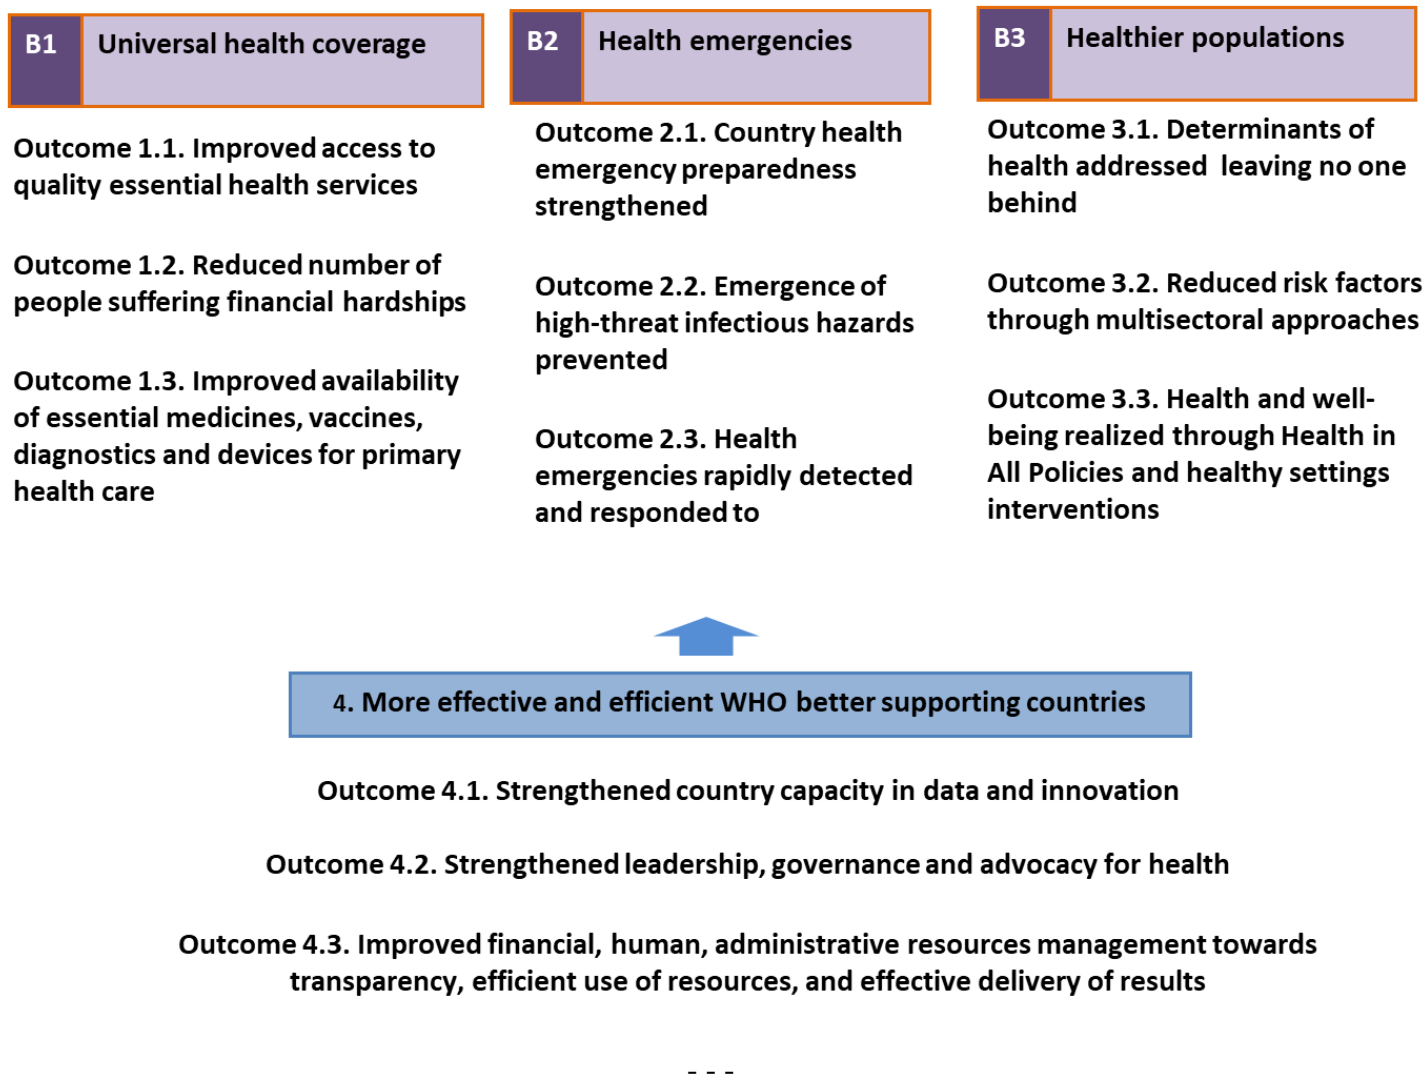 B1 Universal health coverage
Outcome 1.1. Improved access to
quality essential health services
Outcome 1.2. Reduced number of
people suffering financial hardships
Outcome 1.3. Improved availability
of essential medicines, vaccines,
diagnostics and devices for primary
health care
B2 Health emergencies
Outcome 2.1. Country health
emergency preparedness
strengthened
Outcome 2.2. Emergence of
high-threat infectious hazards
prevented
Outcome 2.3. Health
emergencies rapidly detected
and responded to
B3 Healthier populations
Outcome 3.1. Determinants of
health addressed leaving no one
behind
Outcome 3.2. Reduced risk factors
through multisectoral approaches
Outcome 3.3. Health and well-
being realized through Health in
All Policies and healthy settings
interventions
4. More effective and efficient WHO better supporting countries
Outcome 4.1. Strengthened country capacity in data and innovation
Outcome 4.2. Strengthened leadership, governance and advocacy for health
Outcome 4.3. Improved financial, human, administrative resources management towards
transparency, efficient use of resources, and effective delivery of results
- - -